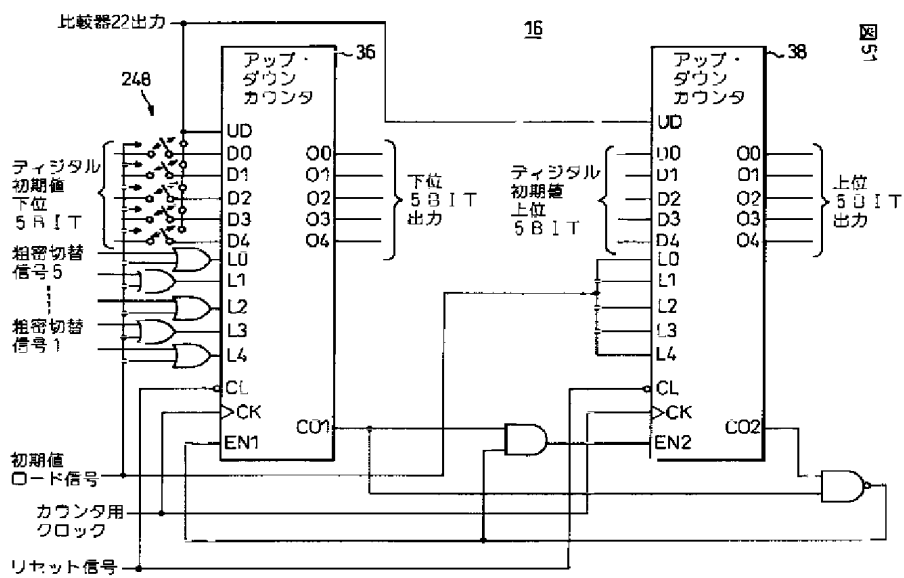 比較器22出力
16
図51
36
アップ・
ダウン
カウンタ
38
アップ・
ダウン
カウンタ
248
UD
D0
D1
D2
D3
D4
L0
L1
L2
L3
L4
CL
CK
EN1
O0
O1
O2
O3
O4
CO1
ディジタル
初期値
下位
5BIT
粗密切替
信号5
粗密切替
信号1
下位
5BIT
出力
ディジタル
初期値
上位
5BIT
UD
D0
D1
D2
D3
D4
L0
L1
L2
L3
L4
CL
CK
EN2
O0
O1
O2
O3
O4
CO2
上位
5BIT
出力
初期値
ロード信号
カウンタ用
クロック
リセット信号